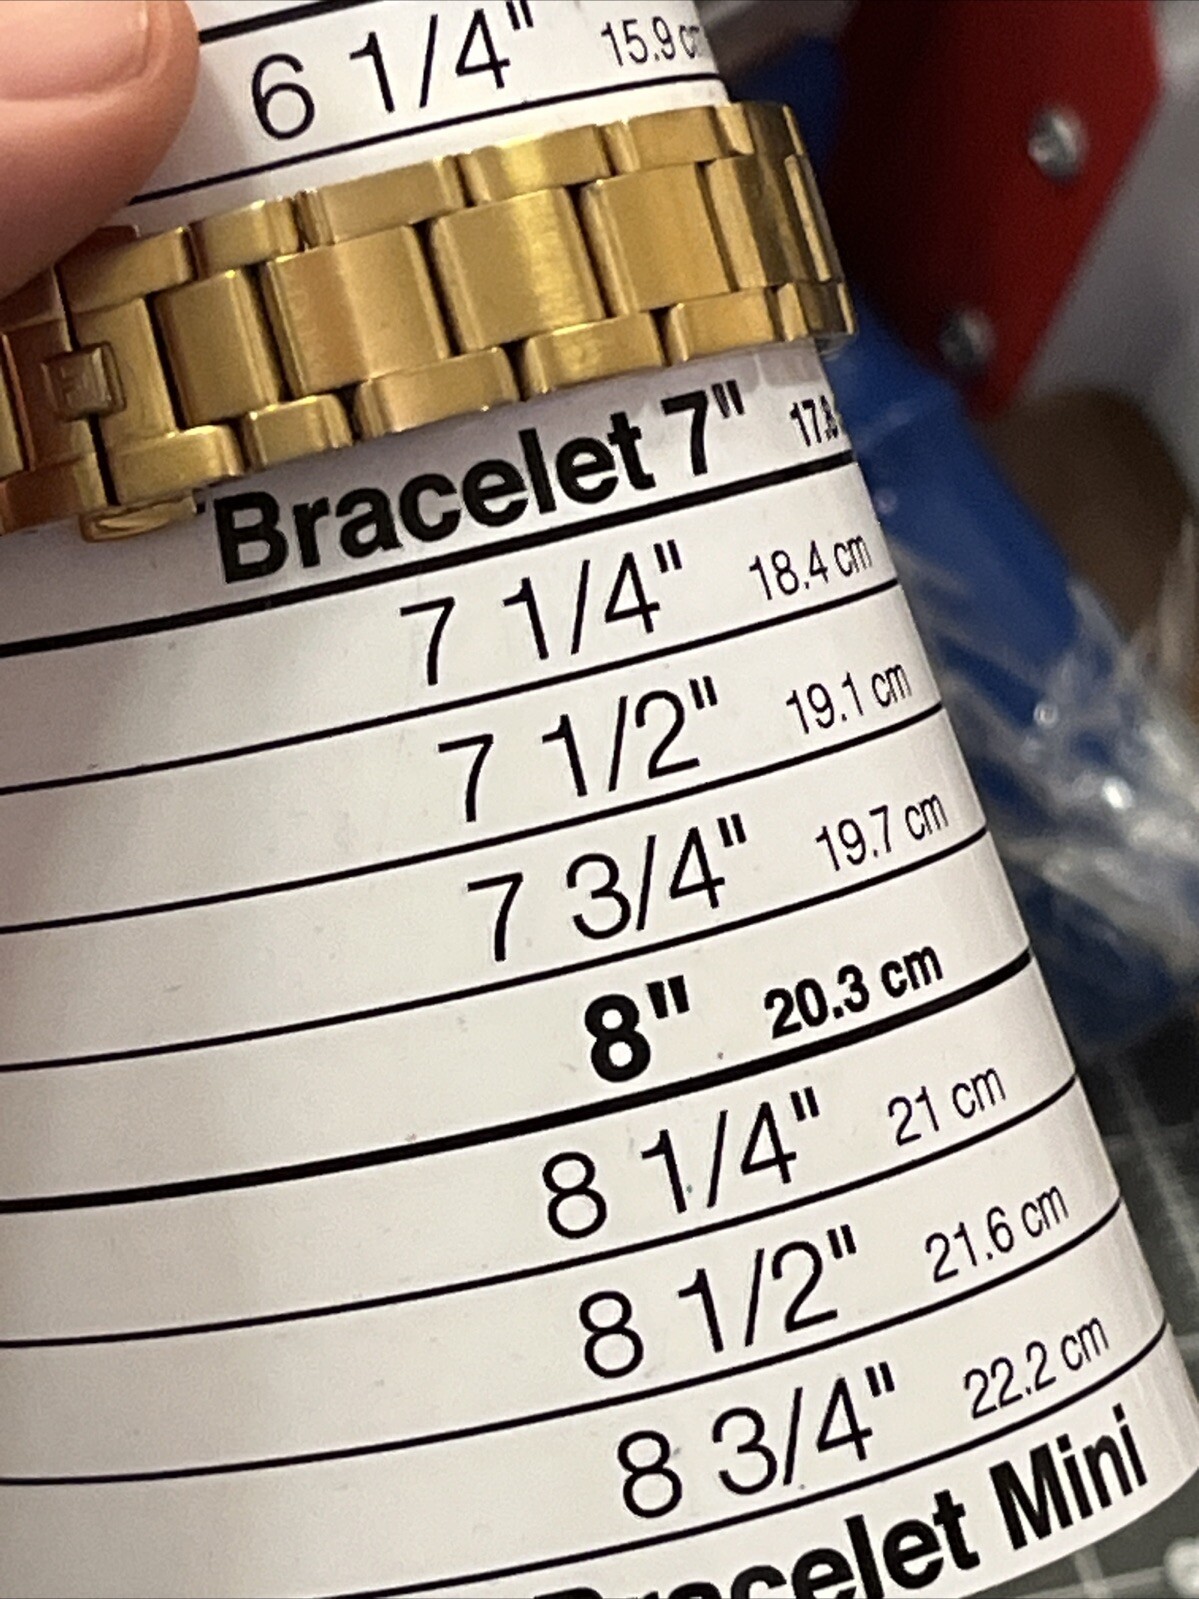 6 1/4" 15.9 cm
Bracelet 7" 17.8
7 1/4" 18.4 cm
7 1/2" 19.1 cm
7 3/4" 19.7 cm
8" 20.3 cm
8 1/4" 21 cm
8 1/2" 21.6 cm
8 3/4" 22.2 cm
Bracelet Mini